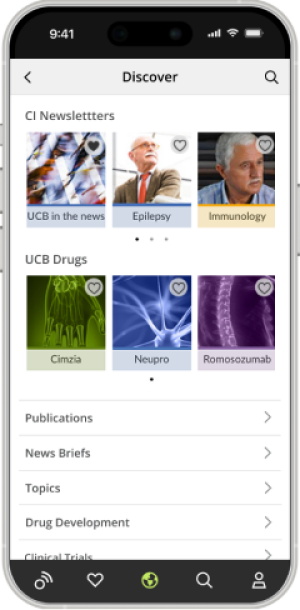 9:41
Discover
CI Newslettters
UCB in the news
Epilepsy
Immunology
UCB Drugs
Cimzia
Neupro
Romosozumab
Publications
News Briefs
Topics
Drug Development
Clinical Trials